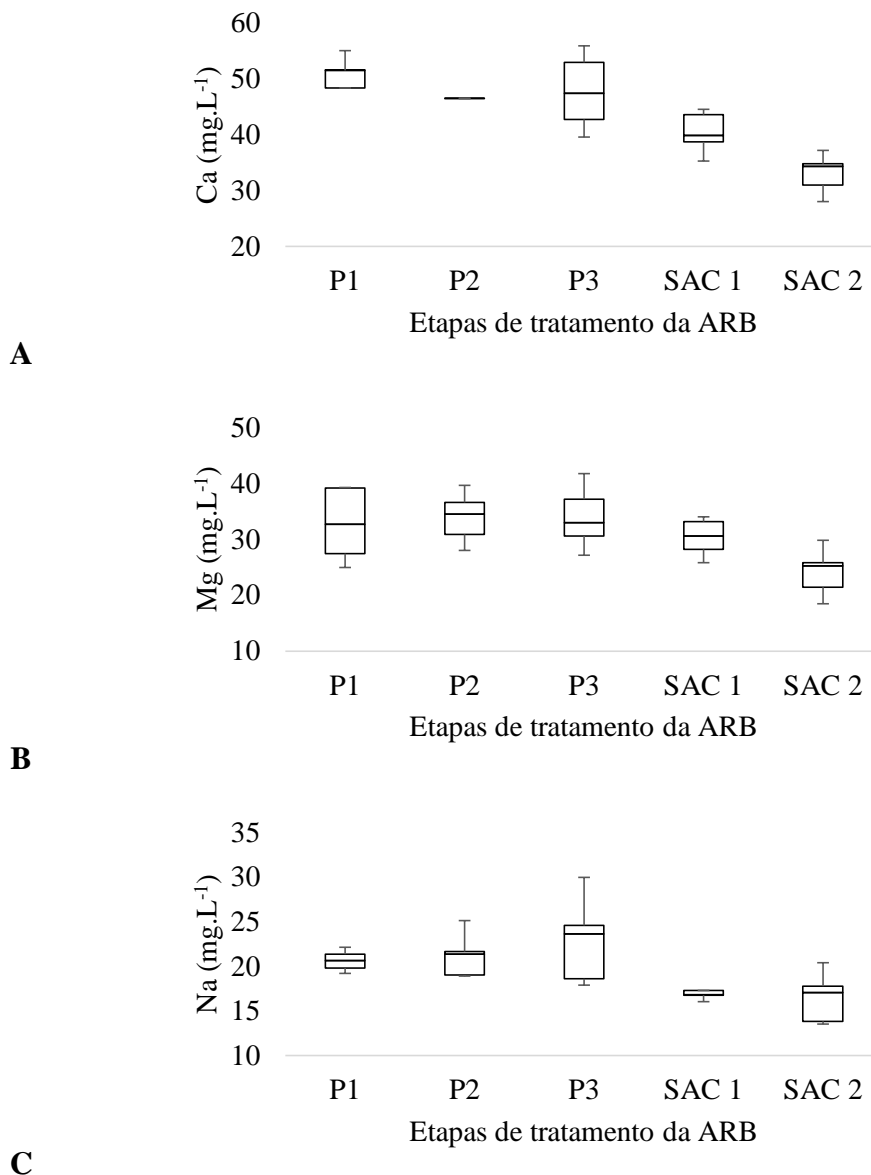 60
50
40
30
20
Ca (mg.L-1)
P1 P2 P3 SAC 1 SAC 2
Etapas de tratamento da ARB
A
50
40
30
20
10
Mg (mg.L-1)
P1 P2 P3 SAC 1 SAC 2
Etapas de tratamento da ARB
B
35
30
25
20
15
10
Na (mg.L-1)
P1 P2 P3 SAC 1 SAC 2
Etapas de tratamento da ARB
C